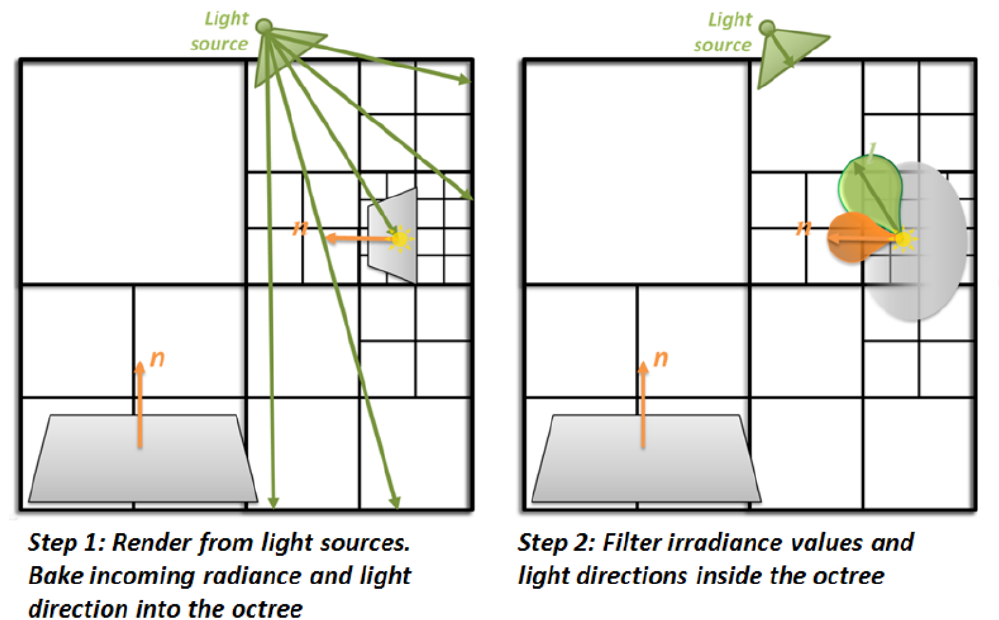 Light
source
n
n
Step 1: Render from light sources.
Bake incoming radiance and light
direction into the octree
Light
source
l
n
n
Step 2: Filter irradiance values and
light directions inside the octree